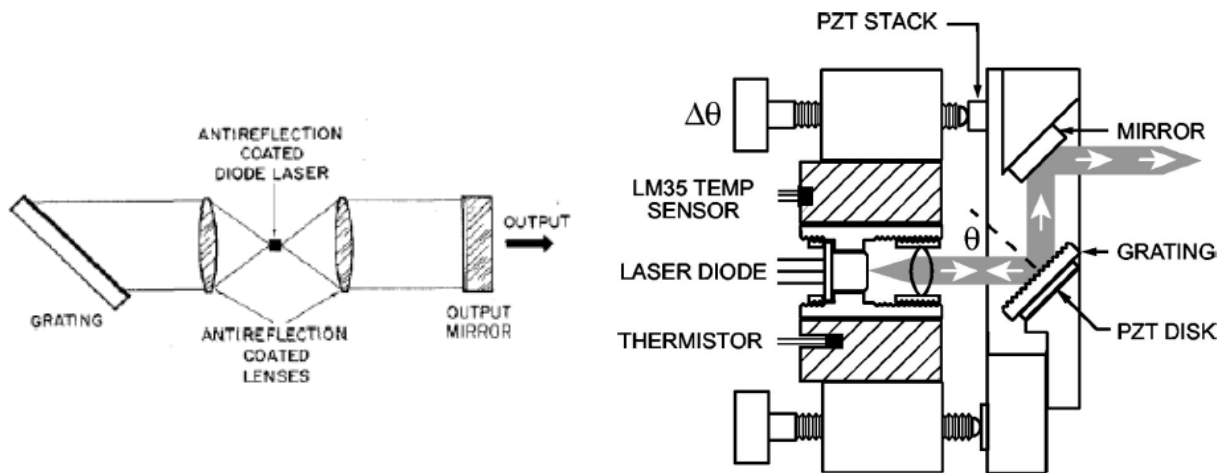 ANTIREFLECTION
COATED
DIODE LASER
OUTPUT
GRATING
ANTIREFLECTION
COATED
LENSES
OUTPUT
MIRROR
PZT STACK
Δθ
MIRROR
LM35 TEMP
SENSOR
θ
GRATING
LASER DIODE
PZT DISK
THERMISTOR